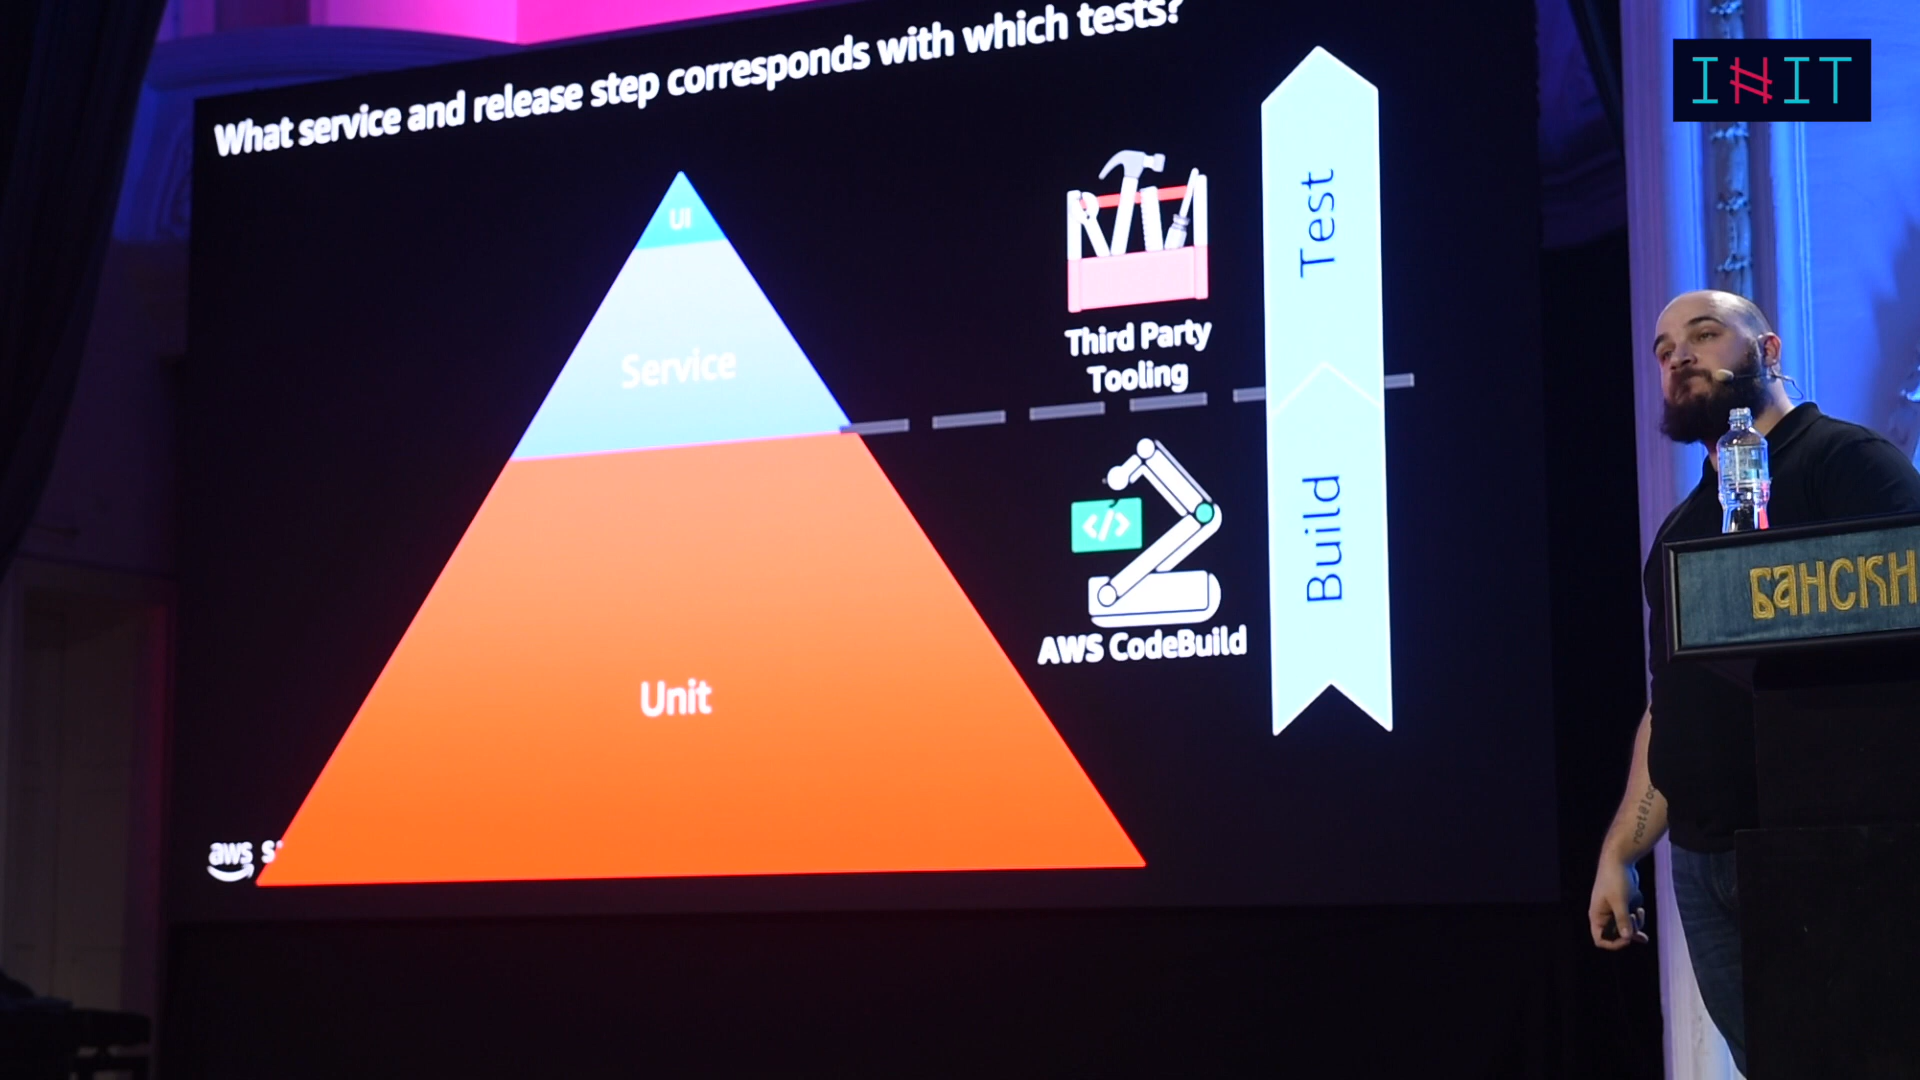 What service and release step corresponds with which tests?
INIT
UI
Service
Unit
Third Party
Tooling
AWS CodeBuild
Test
Build
aws
БАНСКИ